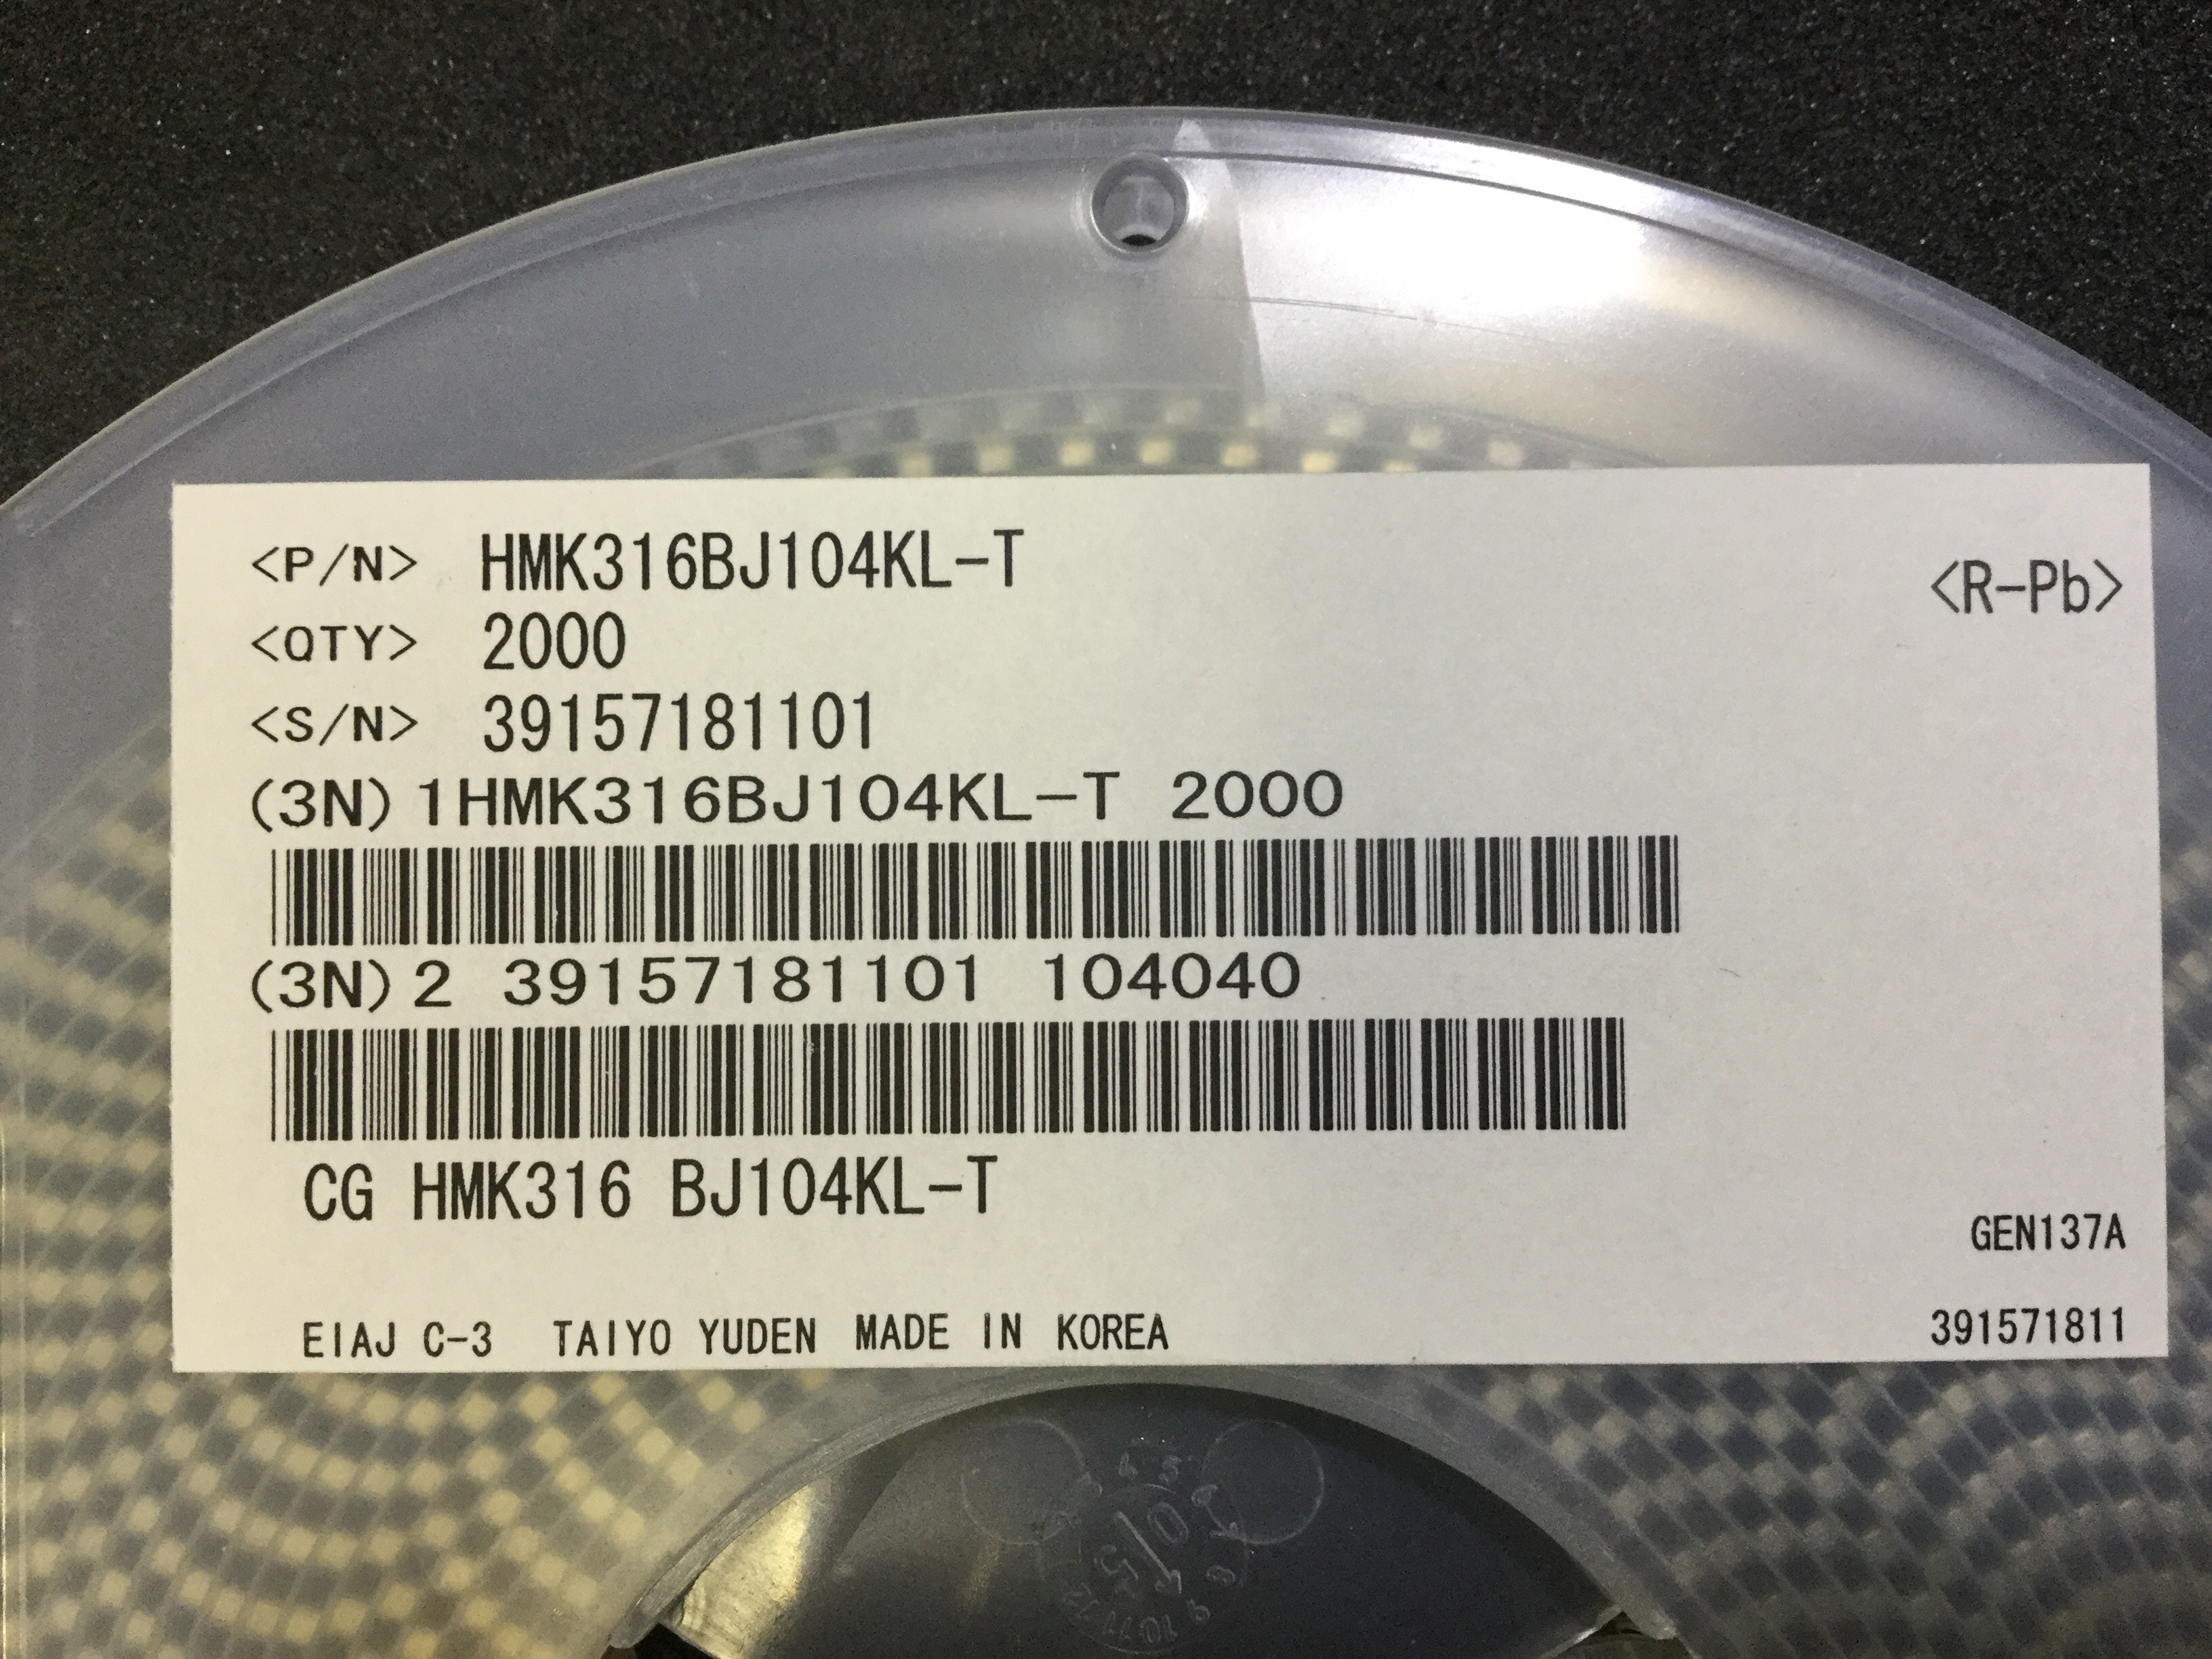 <P/N> HMK316BJ104KL-T
<R-Pb>
<QTY> 2000
<S/N> 39157181101
(3N) 1HMK316BJ104KL-T 2000
(3N) 2 39157181101 104040
CG HMK316 BJ104KL-T
GEN137A
EIAJ C-3 TAIYO YUDEN MADE IN KOREA
391571811